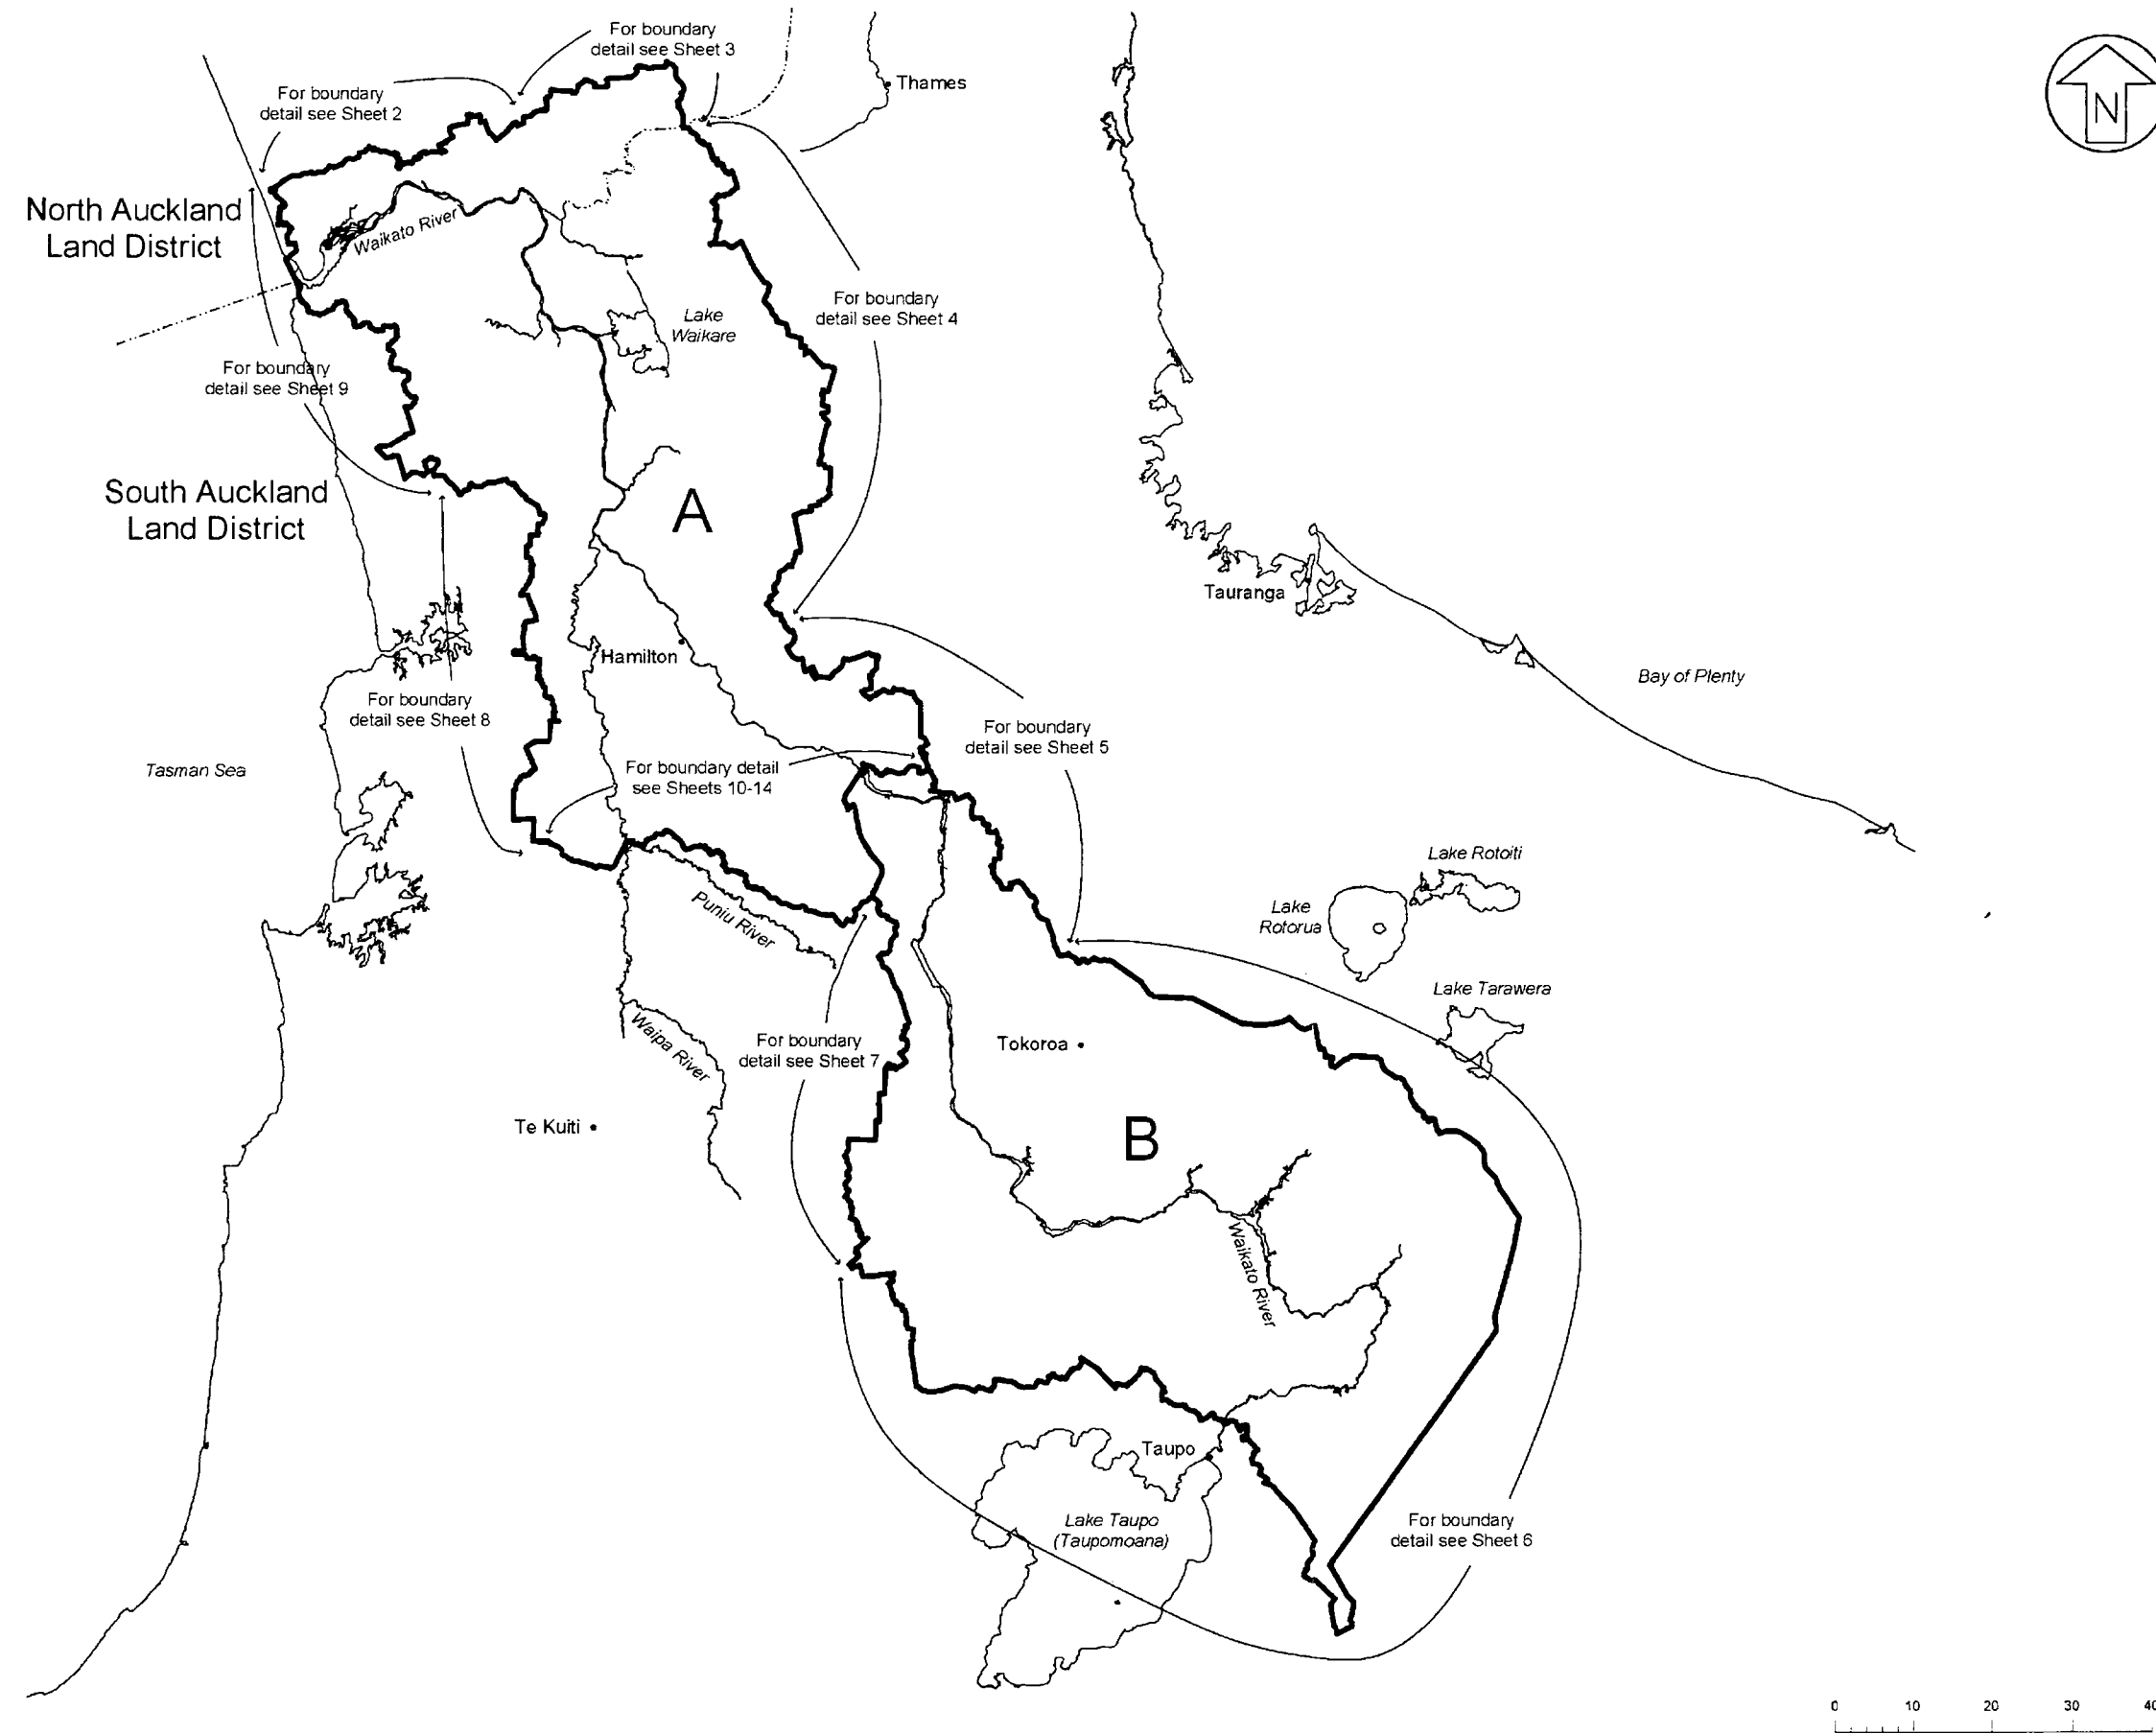 For boundary
detail see Sheet 3
Thames
For boundary
detail see Sheet 2
N
North Auckland
Land District
Waikato River
For boundary
detail see Sheet 4
Lake
Waikare
For boundary
detail see Sheet 9
South Auckland
Land District
A
Tauranga
Hamilton
Bay of Plenty
For boundary
detail see Sheet 8
For boundary
detail see Sheet 5
Tasman Sea
For boundary detail
see Sheets 10-14
Lake Rotoiti
Puniu River
Lake
Rotorua
Lake Tarawera
Waipa River
For boundary
detail see Sheet 7
Tokoroa
Te Kuiti
B
Waikato River
Taupo
Lake Taupo
(Taupomoana)
For boundary
detail see Sheet 6
0 10 20 30 40